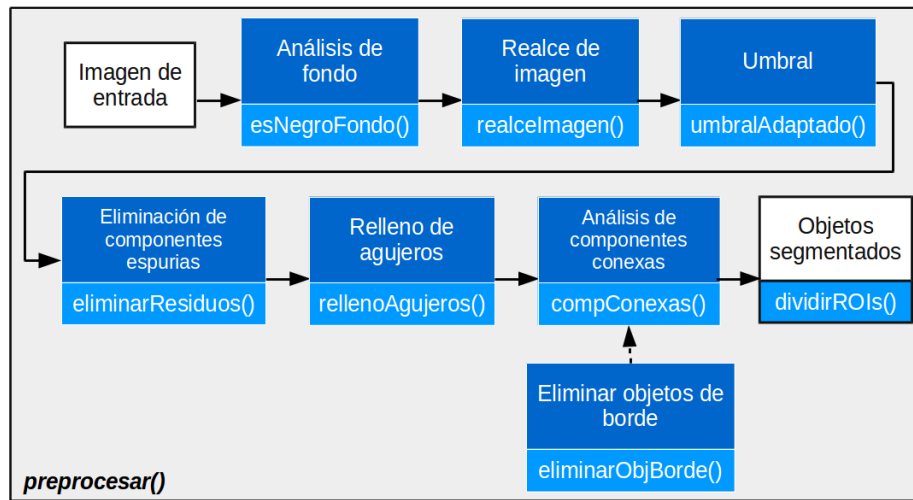 Imagen de
entrada
Análisis de
fondo
esNegroFondo()
Realce de
imagen
realceImagen()
Umbral
umbralAdaptado()
Eliminación de
componentes
espurias
eliminarResiduos()
Relleno de
agujeros
rellenoAgujeros()
Análisis de
componentes
conexas
compConexas()
Objetos
segmentados
dividirROIs()
Eliminar objetos de
borde
eliminarObjBorde()
preprocesar()